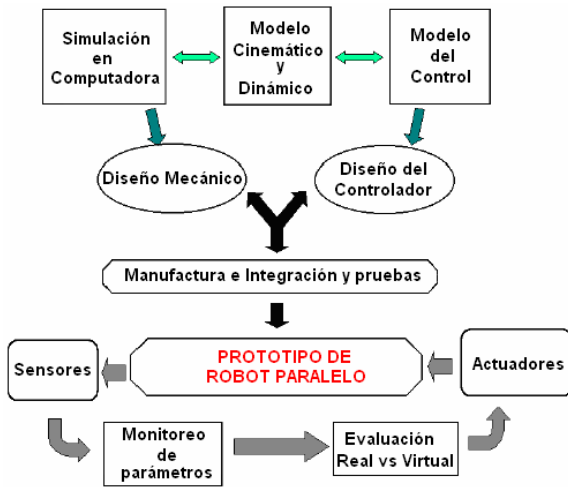 Simulación
en
Computadora
Modelo
Cinemático
y
Dinámico
Modelo
del
Control
Diseño Mecánico
Diseño del
Controlador
Manufactura e Integración y pruebas
PROTOTIPO DE
ROBOT PARALELO
Sensores
Actuadores
Monitoreo
de
parámetros
Evaluación
Real vs Virtual